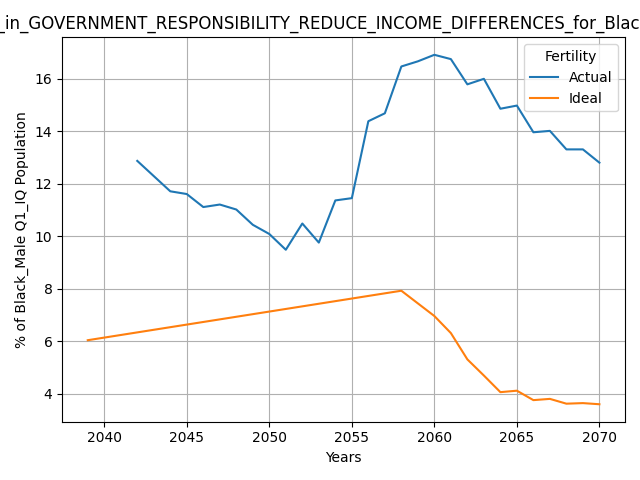 _in_GOVERNMENT_RESPONSIBILITY_REDUCE_INCOME_DIFFERENCES_for_Blac
Fertility
Actual
Ideal
% of Black_Male Q1_IQ Population
16
14
12
10
8
6
4
2040 2045 2050 2055 2060 2065 2070
Years